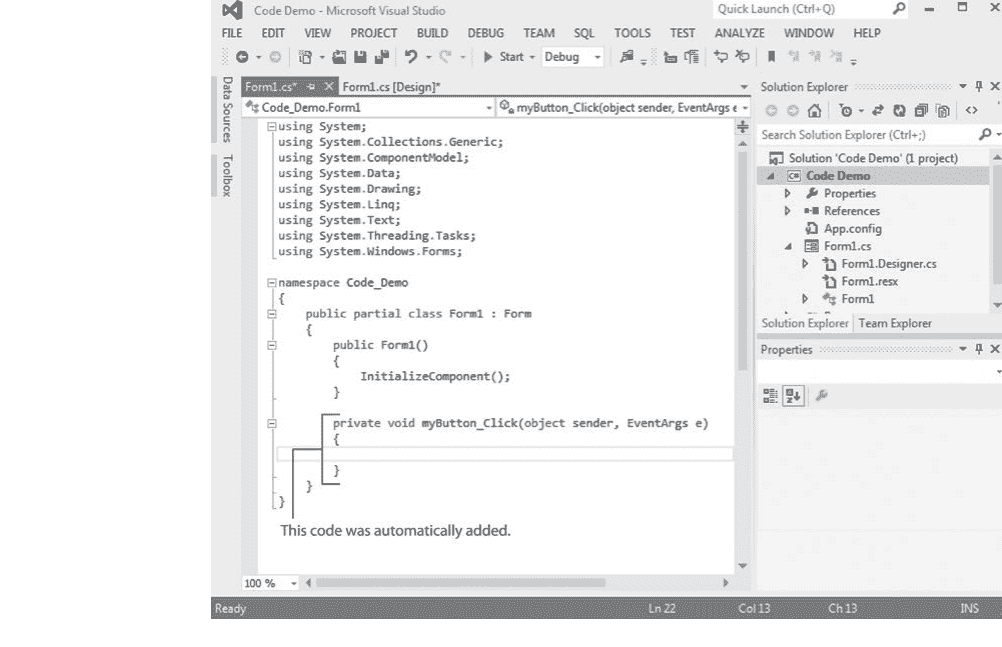 Code Demo - Microsoft Visual Studio
Quick Launch (Ctrl+Q)
FILE EDIT VIEW PROJECT BUILD DEBUG TEAM SQL TOOLS TEST ANALYZE WINDOW HELP
Start Debug
Data Sources
Toolbox
Form1.cs* Form1.cs [Design]*
Code_Demo.Form1 myButton_Click(object sender, EventArgs e
using System;
using System.Collections.Generic;
using System.ComponentModel;
using System.Data;
using System.Drawing;
using System.Linq;
using System.Text;
using System.Threading.Tasks;
using System.Windows.Forms;
namespace Code_Demo
{
public partial class Form1 : Form
{
public Form1()
{
InitializeComponent();
}
private void myButton_Click(object sender, EventArgs e)
{
}
}
}
This code was automatically added.
100 %
Solution Explorer
Search Solution Explorer (Ctrl+;)
Solution 'Code Demo' (1 project)
C# Code Demo
Properties
References
App.config
Form1.cs
Form1.Designer.cs
Form1.resx
Form1
Solution Explorer Team Explorer
Properties
Ready Ln 22 Col 13 Ch 13 INS